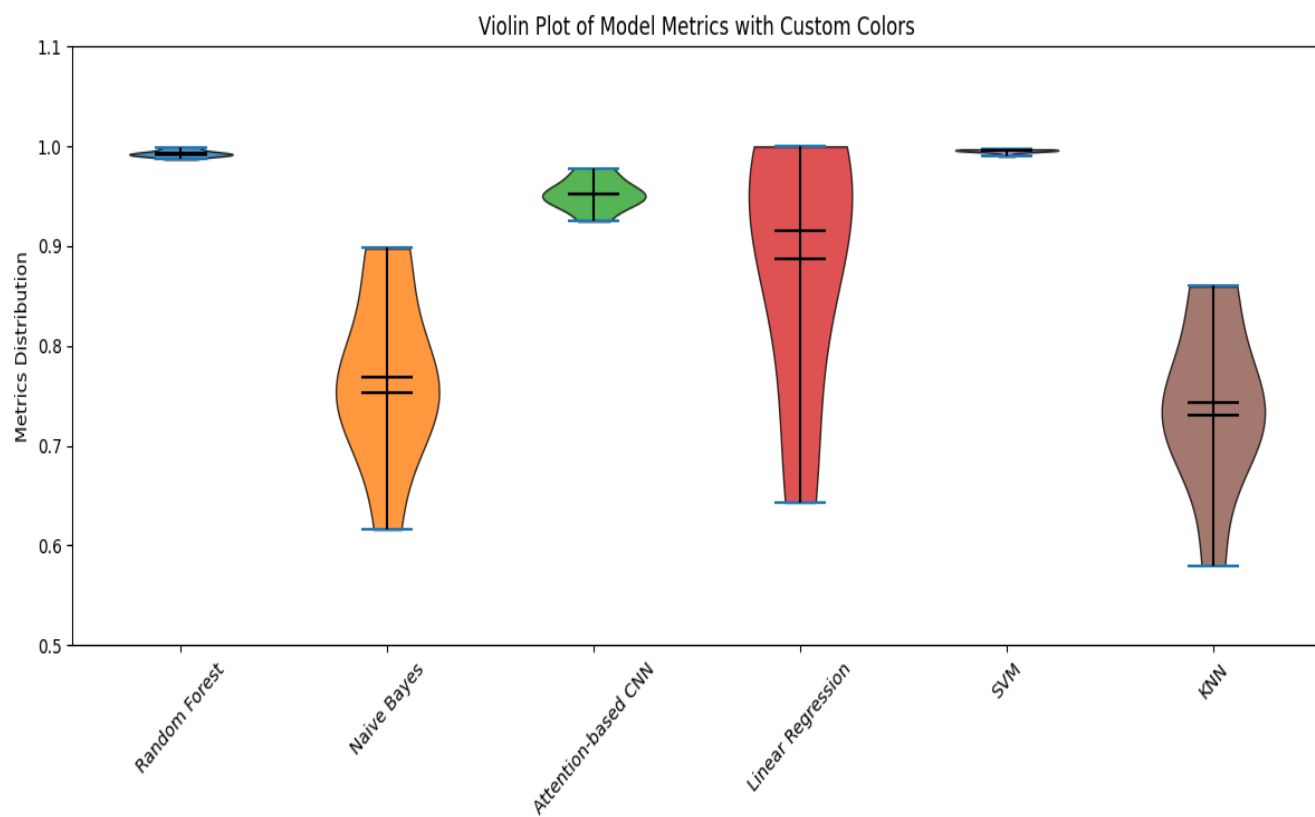 Violin Plot of Model Metrics with Custom Colors
Metrics Distribution
1.1
1.0
0.9
0.8
0.7
0.6
0.5
Random Forest
Naive Bayes
Attention-based CNN
Linear Regression
SVM
KNN